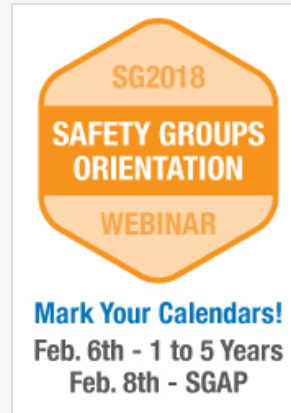 SG2018
SAFETY GROUPS
ORIENTATION
WEBINAR
Mark Your Calendars!
Feb. 6th - 1 to 5 Years
Feb. 8th - SGAP